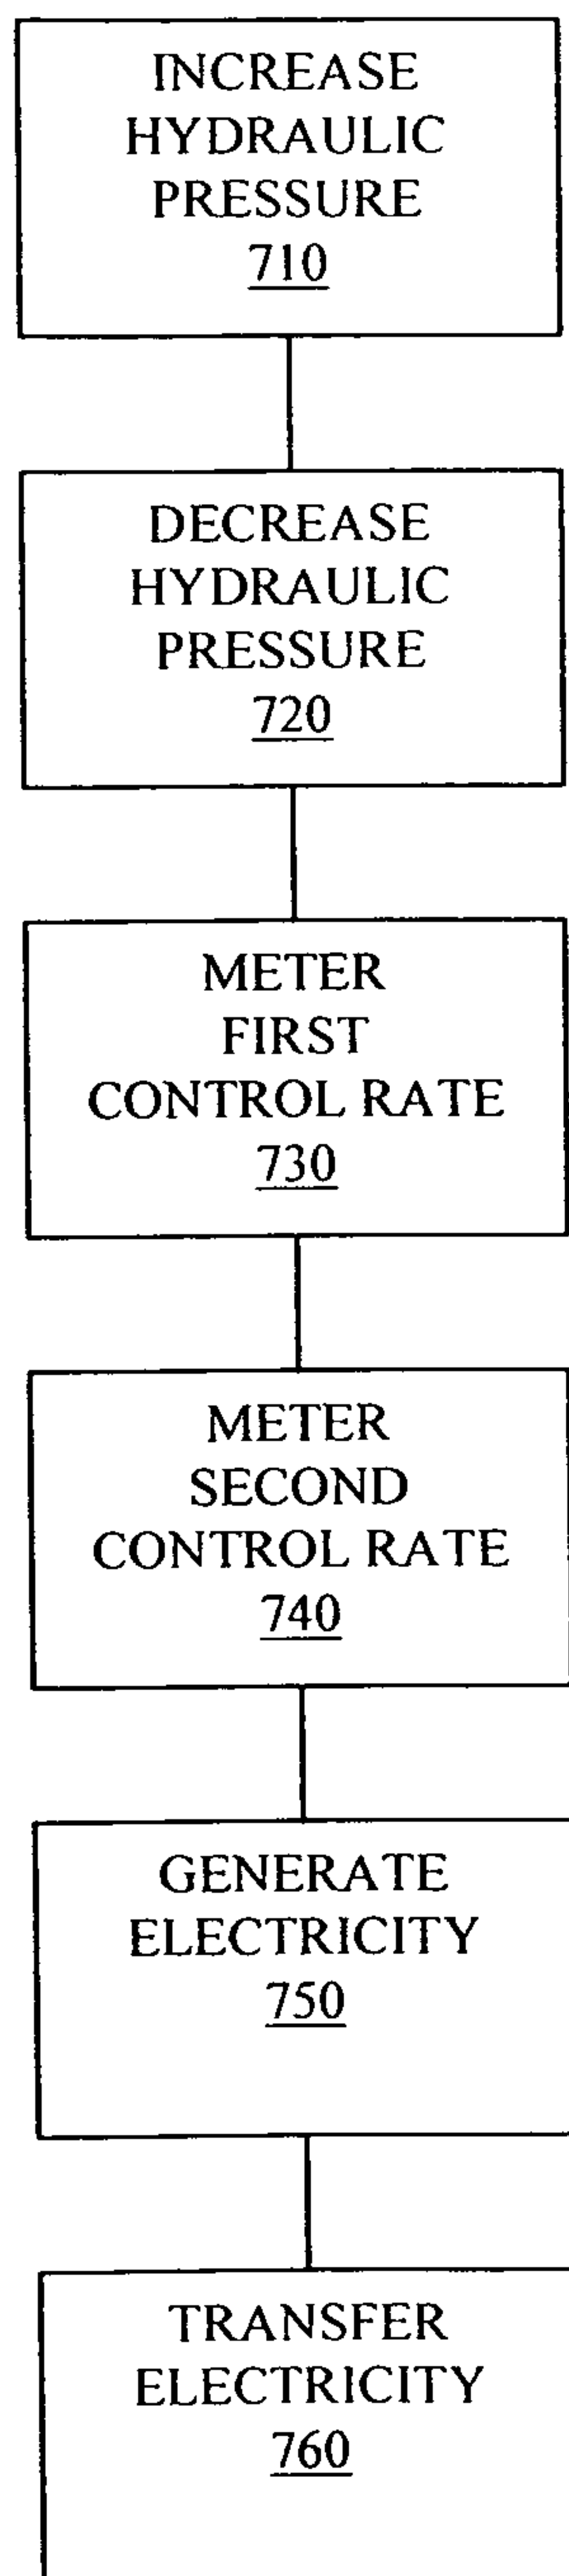 INCREASE
HYDRAULIC
PRESSURE
710
DECREASE
HYDRAULIC
PRESSURE
720
METER
FIRST
CONTROL RATE
730
METER
SECOND
CONTROL RATE
740
GENERATE
ELECTRICITY
750
TRANSFER
ELECTRICITY
760